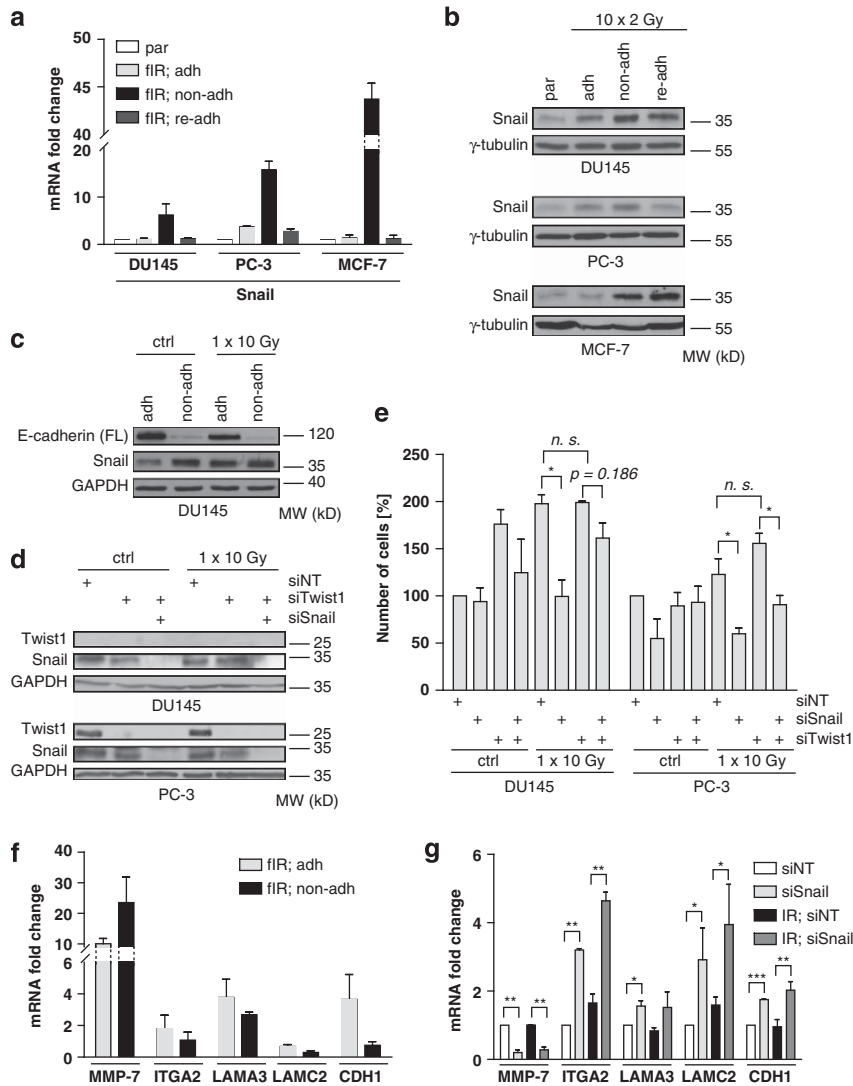 a
50
45
40
20
10
0
mRNA fold change
par
fIR; adh
fIR; non-adh
fIR; re-adh
DU145 PC-3 MCF-7
Snail
b
10 x 2 Gy
par adh non-adh re-adh
Snail 35
γ-tubulin 55
DU145
Snail 35
γ-tubulin 55
PC-3
Snail 35
γ-tubulin 55
MCF-7 MW (kD)
c
ctrl 1 x 10 Gy
adh non-adh adh non-adh
E-cadherin (FL) 120
Snail 35
GAPDH 40
DU145 MW (kD)
d
ctrl 1 x 10 Gy
+ + siNT
+ + + + siTwist1
+ + siSnail
Twist1 25
Snail 35
GAPDH 35
DU145
Twist1 25
Snail 35
GAPDH 35
PC-3 MW (kD)
e
250
200
150
100
50
0
Number of cells [%]
n. s.
* p = 0.186
n. s.
* *
+ + + + siNT
+ + + + + + + + siSnail
+ + + + + + + + siTwist1
ctrl 1 x 10 Gy ctrl 1 x 10 Gy
DU145 PC-3
f
40
30
20
10
6
4
2
0
mRNA fold change
fIR; adh
fIR; non-adh
MMP-7 ITGA2 LAMA3 LAMC2 CDH1
g
6
4
2
0
mRNA fold change
siNT
siSnail
IR; siNT
IR; siSnail
** ** ** ** * * * *** **
MMP-7 ITGA2 LAMA3 LAMC2 CDH1